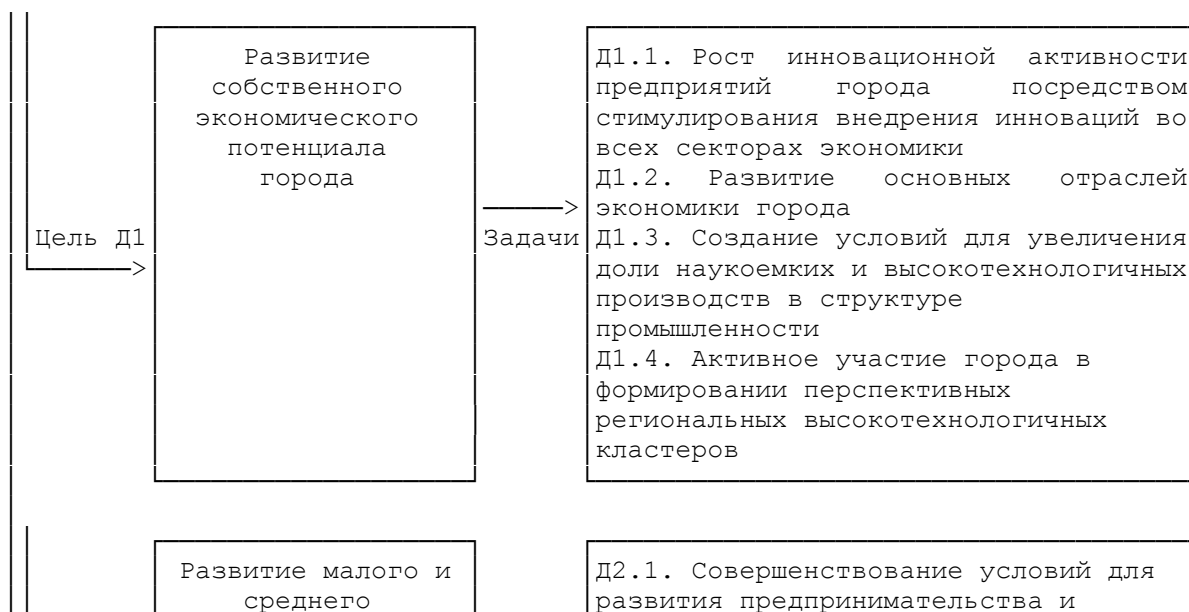 Развитие
собственного
экономического
потенциала
города
Цель Д1
Задачи
Д1.1. Рост инновационной активности
предприятий города посредством
стимулирования внедрения инноваций во
всех секторах экономики
Д1.2. Развитие основных отраслей
экономики города
Д1.3. Создание условий для увеличения
доли наукоемких и высокотехнологичных
производств в структуре
промышленности
Д1.4. Активное участие города в
формировании перспективных
региональных высокотехнологичных
кластеров
Развитие малого и
среднего
Д2.1. Совершенствование условий для
развития предпринимательства и